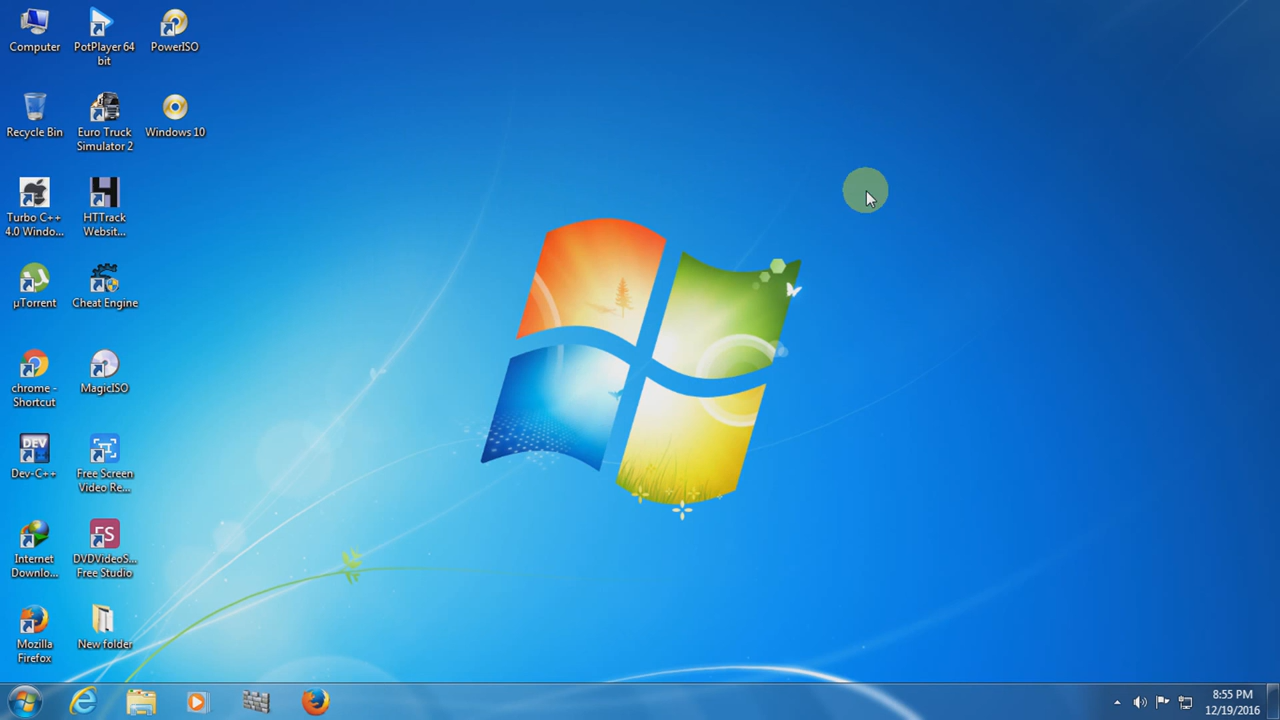 Computer
PotPlayer 64
bit
PowerISO
Recycle Bin
Euro Truck
Simulator 2
Windows 10
Turbo C++
4.0 Windo...
HTTrack
Websit...
µTorrent
Cheat Engine
chrome -
Shortcut
MagicISO
DEV
Dev-C++
Free Screen
Video Re...
Internet
Downlo...
FS
DVDVideoS...
Free Studio
Mozilla
Firefox
New folder
8:55 PM
12/19/2016